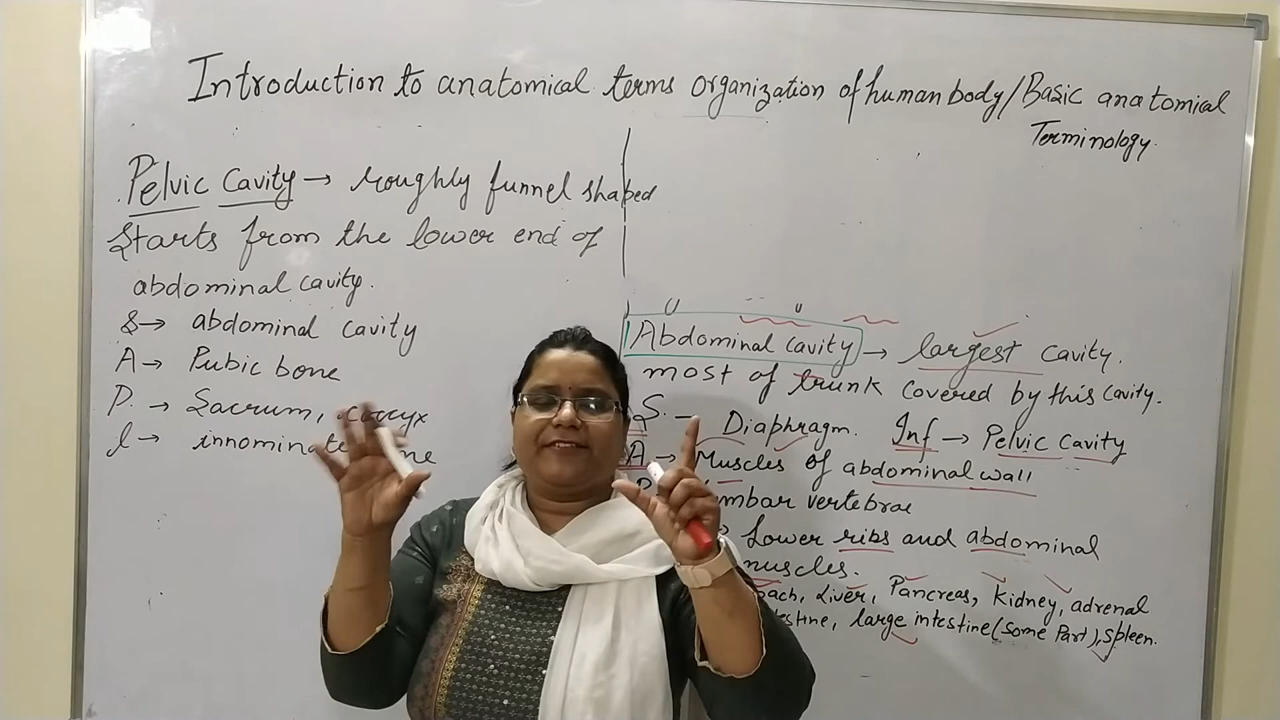 Introduction to anatomical terms organization of human body/Basic anatomial
Terminology.
Pelvic Cavity → roughly funnel shaped
Starts from the lower end of
abdominal cavity.
S → abdominal cavity
A → Pubic bone
P. → Sacrum, coccyx
L → innominate
Abdominal cavity → largest cavity.
most of trunk covered by this cavity.
S. – Diaphragm. Inf → Pelvic Cavity
A → Muscles of abdominal wall
vertebrae
Lower ribs and abdominal
muscles.
Liver, Pancreas, Kidney, adrenal
large intestine (some Part), Spleen.